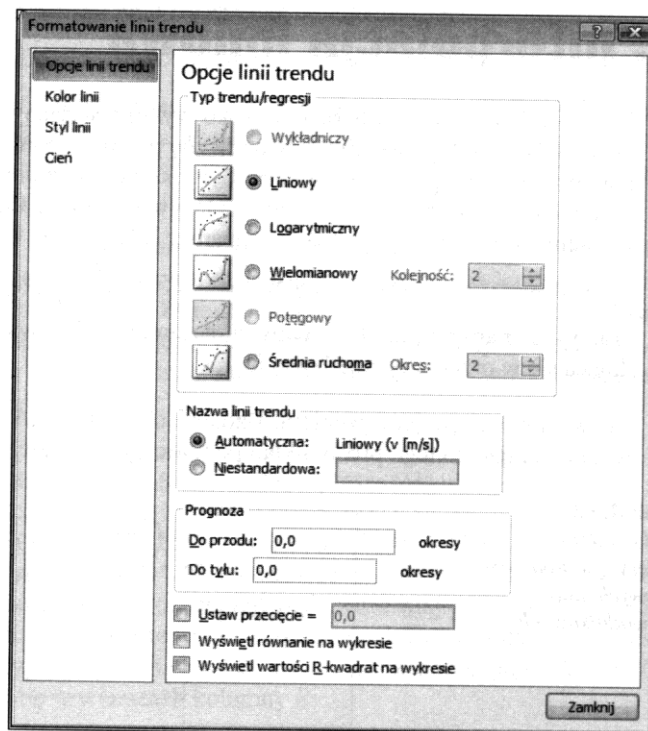 Formatowanie linii trendu
Opcje linii trendu
Kolor linii
Styl linii
Cień
Opcje linii trendu
Typ trendu/regresji
Wykładniczy
Liniowy
Logarytmiczny
Wielomianowy Kolejność: 2
Potęgowy
Średnia ruchoma Okres: 2
Nazwa linii trendu
Automatyczna: Liniowy (v [m/s])
Niestandardowa:
Prognoza
Do przodu: 0,0 okresy
Do tyłu: 0,0 okresy
Ustaw przecięcie = 0,0
Wyświetl równanie na wykresie
Wyświetl wartości R-kwadrat na wykresie
Zamknij